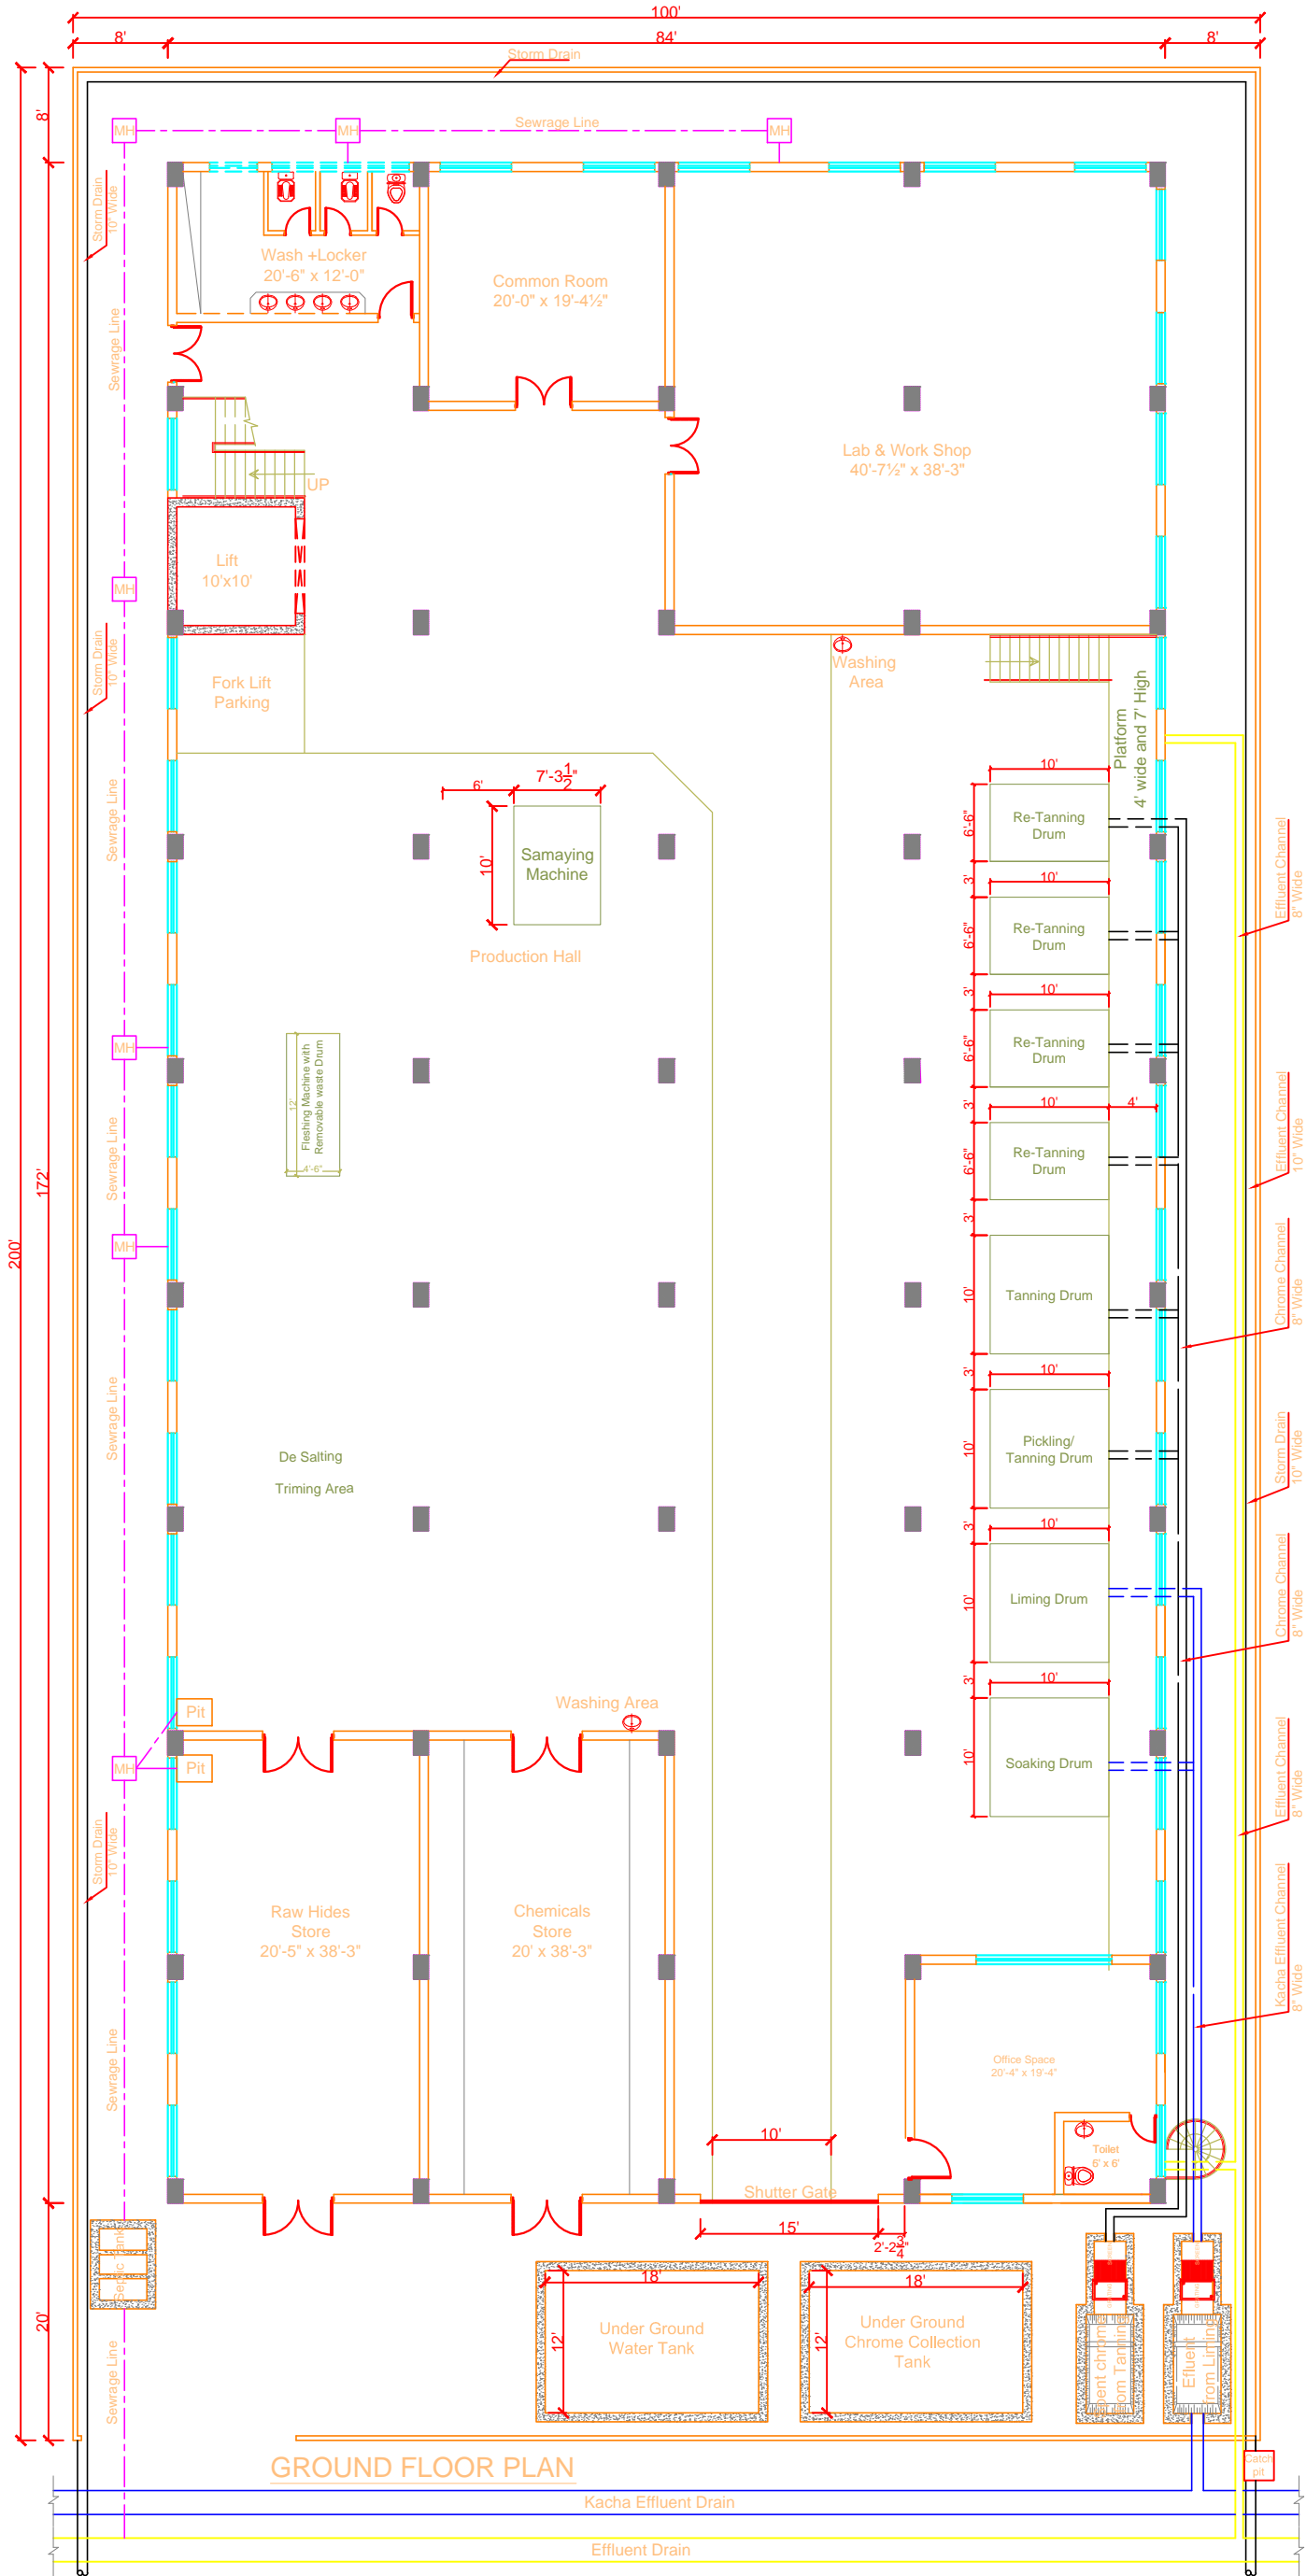 100'
8'
84'
8'
Storm Drain
8'
MH
MH
Sewrage Line
MH
Storm Drain
10" Wide
Wash +Locker
20'-6" x 12'-0"
Common Room
20'-0" x 19'-4½"
Sewrage Line
Lab & Work Shop
40'-7½" x 38'-3"
UP
Lift
10'x10'
MH
Storm Drain
10" Wide
Washing
Area
Fork Lift
Parking
Platform
4' wide and 7' High
6'
7'-3½"
10'
Samaying
Machine
Production Hall
Sewrage Line
10'
6'-6"
Re-Tanning
Drum
3'
10'
6'-6"
Re-Tanning
Drum
3'
10'
6'-6"
Re-Tanning
Drum
3'
10'
4'
6'-6"
Re-Tanning
Drum
3'
Effluent Channel
8" Wide
MH
Fleshing Machine with
Removable waste Drum
12'
4'-6"
Sewrage Line
172'
200'
MH
Effluent Channel
10" Wide
Chrome Channel
8" Wide
10'
Tanning Drum
3'
10'
10'
Pickling/
Tanning Drum
3'
10'
10'
Liming Drum
3'
10'
10'
Soaking Drum
Sewrage Line
De Salting
Triming Area
Storm Drain
10" Wide
Chrome Channel
8" Wide
Washing Area
Pit
Pit
MH
Effluent Channel
8" Wide
Storm Drain
10" Wide
Raw Hides
Store
20'-5" x 38'-3"
Chemicals
Store
20' x 38'-3"
Kacha Effluent Channel
8" Wide
Sewrage Line
Office Space
20'-4" x 19'-4"
Toilet
6' x 6'
10'
Shutter Gate
15'
2'-2¾"
Septic Tank
20'
18'
12'
Under Ground
Water Tank
18'
12'
Under Ground
Chrome Collection
Tank
Effluent
from Liming
Sewrage Line
GROUND FLOOR PLAN
Catch
pit
Kacha Effluent Drain
Effluent Drain